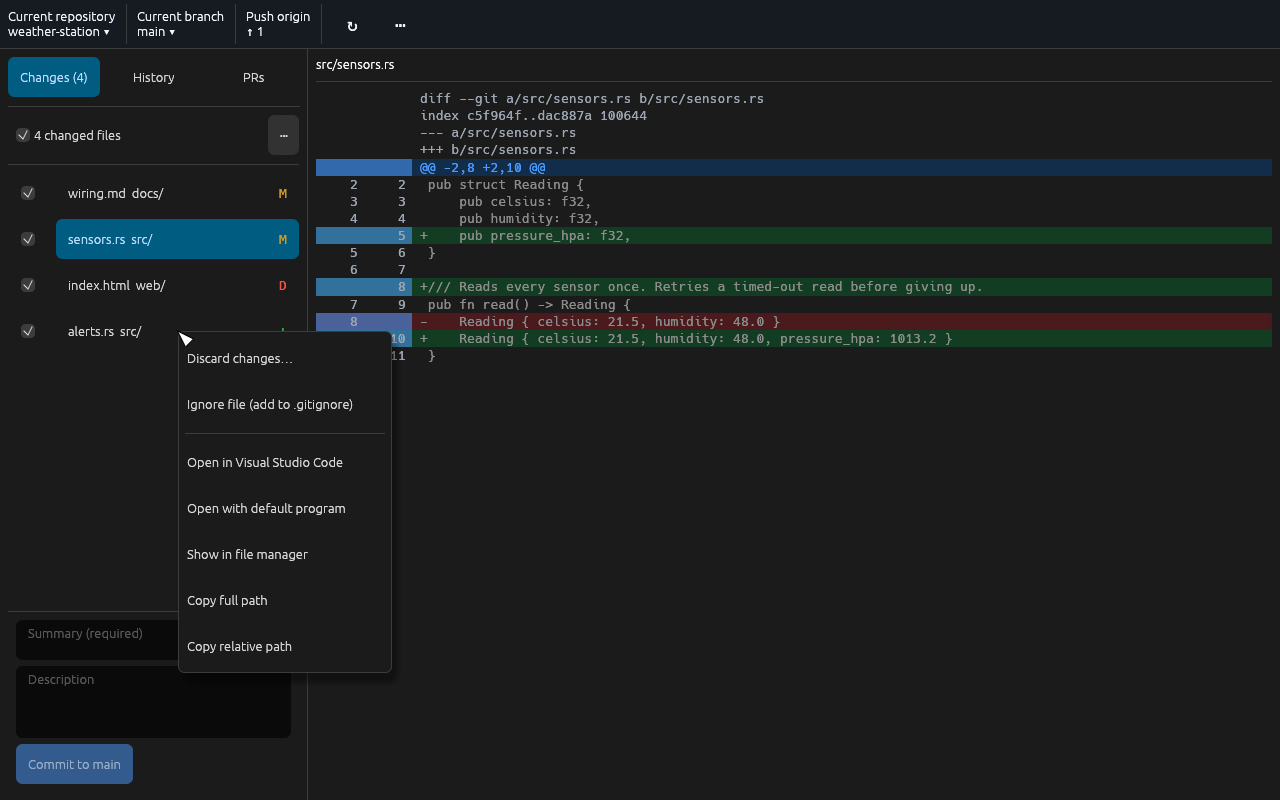 Current repository
weather-station ▾
Current branch
main ▾
Push origin
↑ 1
↻
…
Changes (4)
History
PRs
4 changed files
…
wiring.md docs/
M
sensors.rs src/
M
index.html web/
D
alerts.rs src/
Discard changes…
Ignore file (add to .gitignore)
Open in Visual Studio Code
Open with default program
Show in file manager
Copy full path
Copy relative path
Summary (required)
Description
Commit to main
src/sensors.rs
diff --git a/src/sensors.rs b/src/sensors.rs
index c5f964f..dac887a 100644
--- a/src/sensors.rs
+++ b/src/sensors.rs
@@ -2,8 +2,10 @@
2 2 pub struct Reading {
3 3 pub celsius: f32,
4 4 pub humidity: f32,
5 + pub pressure_hpa: f32,
5 6 }
6 7
8 +/// Reads every sensor once. Retries a timed-out read before giving up.
7 9 pub fn read() -> Reading {
8 - Reading { celsius: 21.5, humidity: 48.0 }
10 + Reading { celsius: 21.5, humidity: 48.0, pressure_hpa: 1013.2 }
11 }